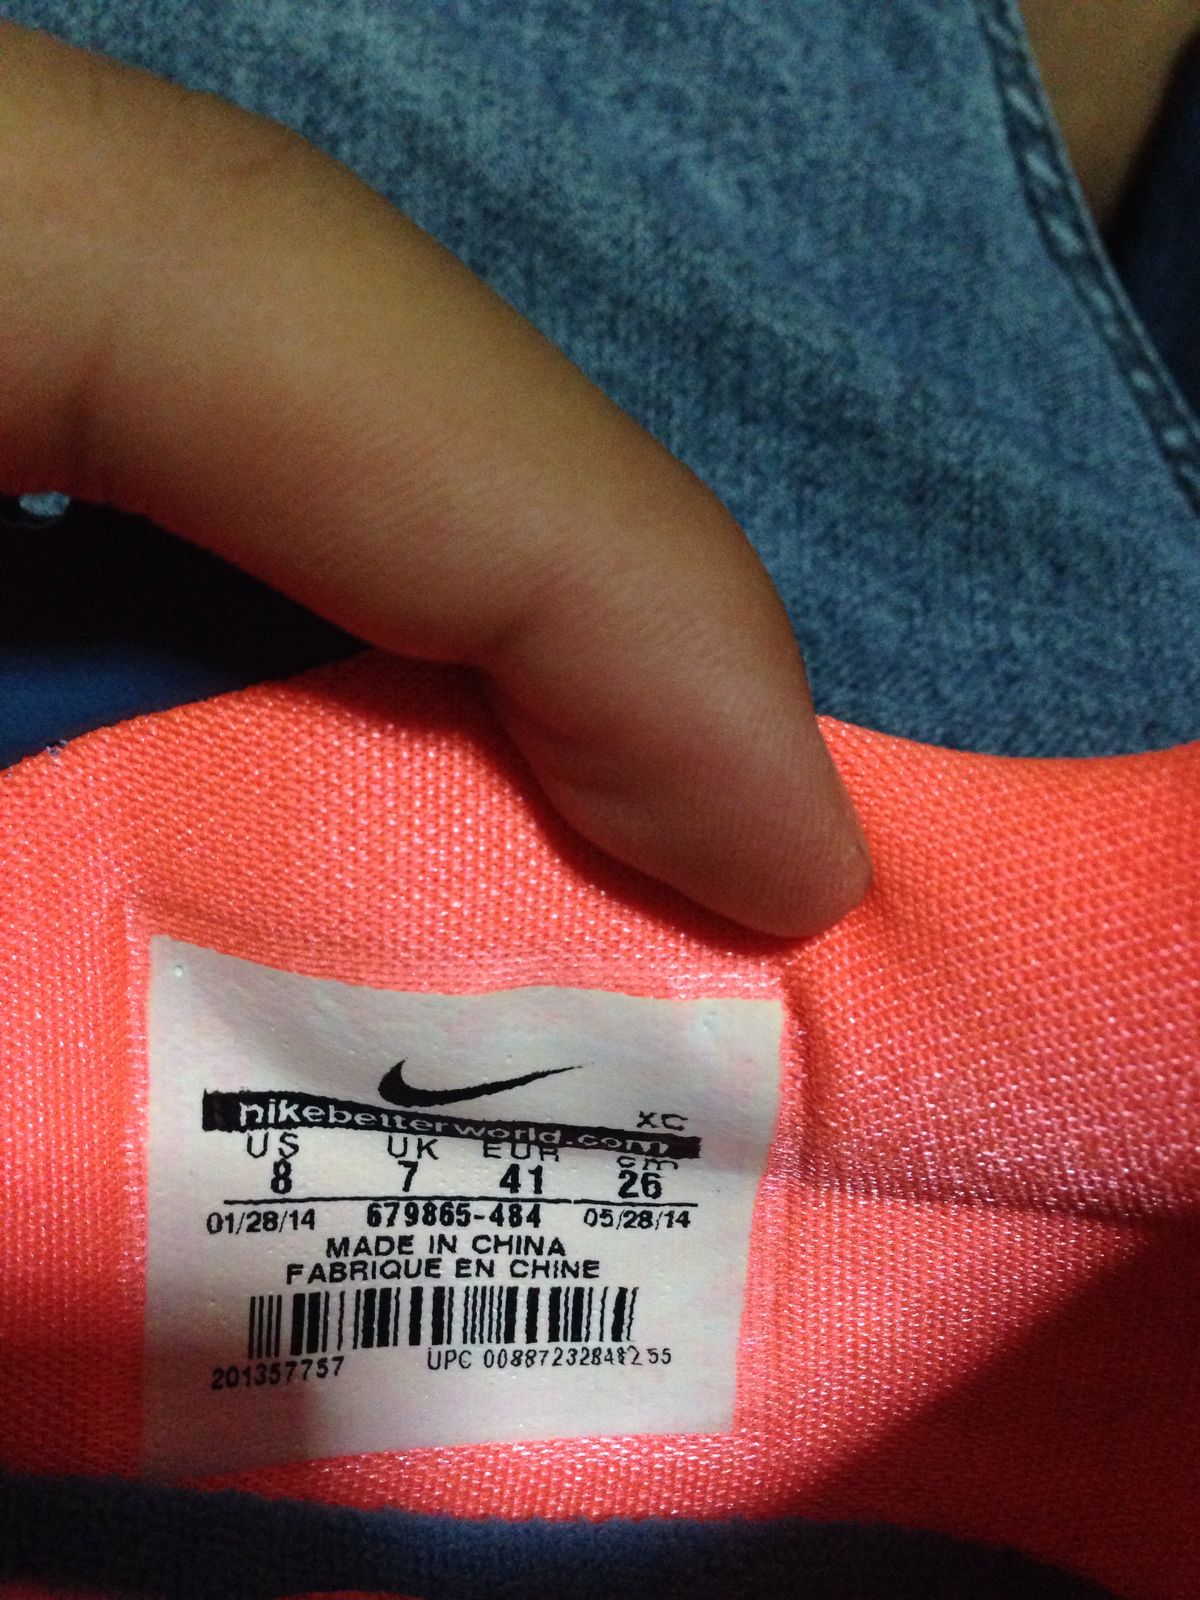 nikebetterworld.com XC
US UK EUR cm
8 7 41 26
01/28/14 679865-484 05/28/14
MADE IN CHINA
FABRIQUE EN CHINE
201357757 UPC